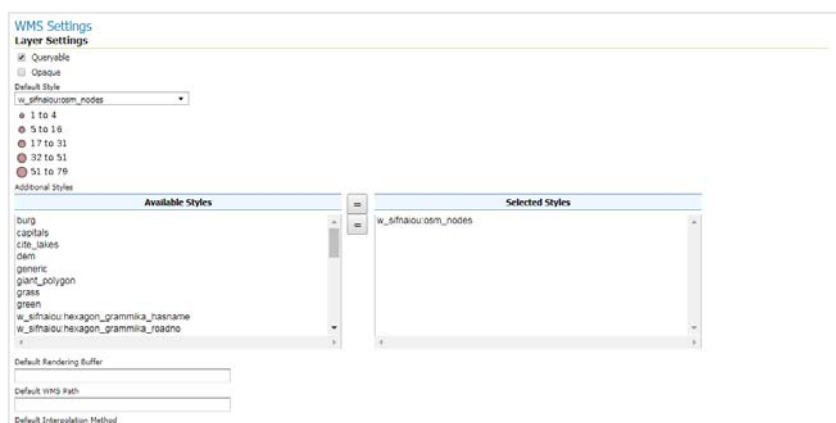 WMS Settings
Layer Settings
Queryable
Opaque
Default Style
w_sifnaiou:osm_nodes
1 to 4
5 to 16
17 to 31
32 to 51
51 to 79
Additional Styles
Available Styles
Selected Styles
burg
capitals
cite_lakes
dem
generic
giant_polygon
grass
green
w_sifnaiou:hexagon_grammika_hasname
w_sifnaiou:hexagon_grammika_roadno
w_sifnaiou:osm_nodes
Default Rendering Buffer
Default WMS Path
Default Interpolation Method